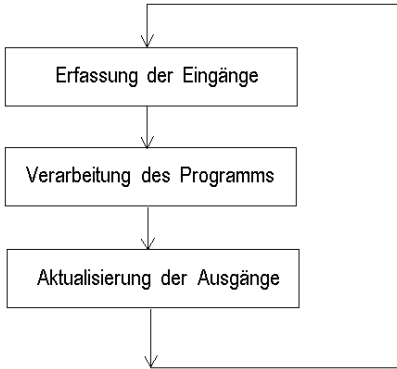 Erfassung der Eingänge
Verarbeitung des Programms
Aktualisierung der Ausgänge